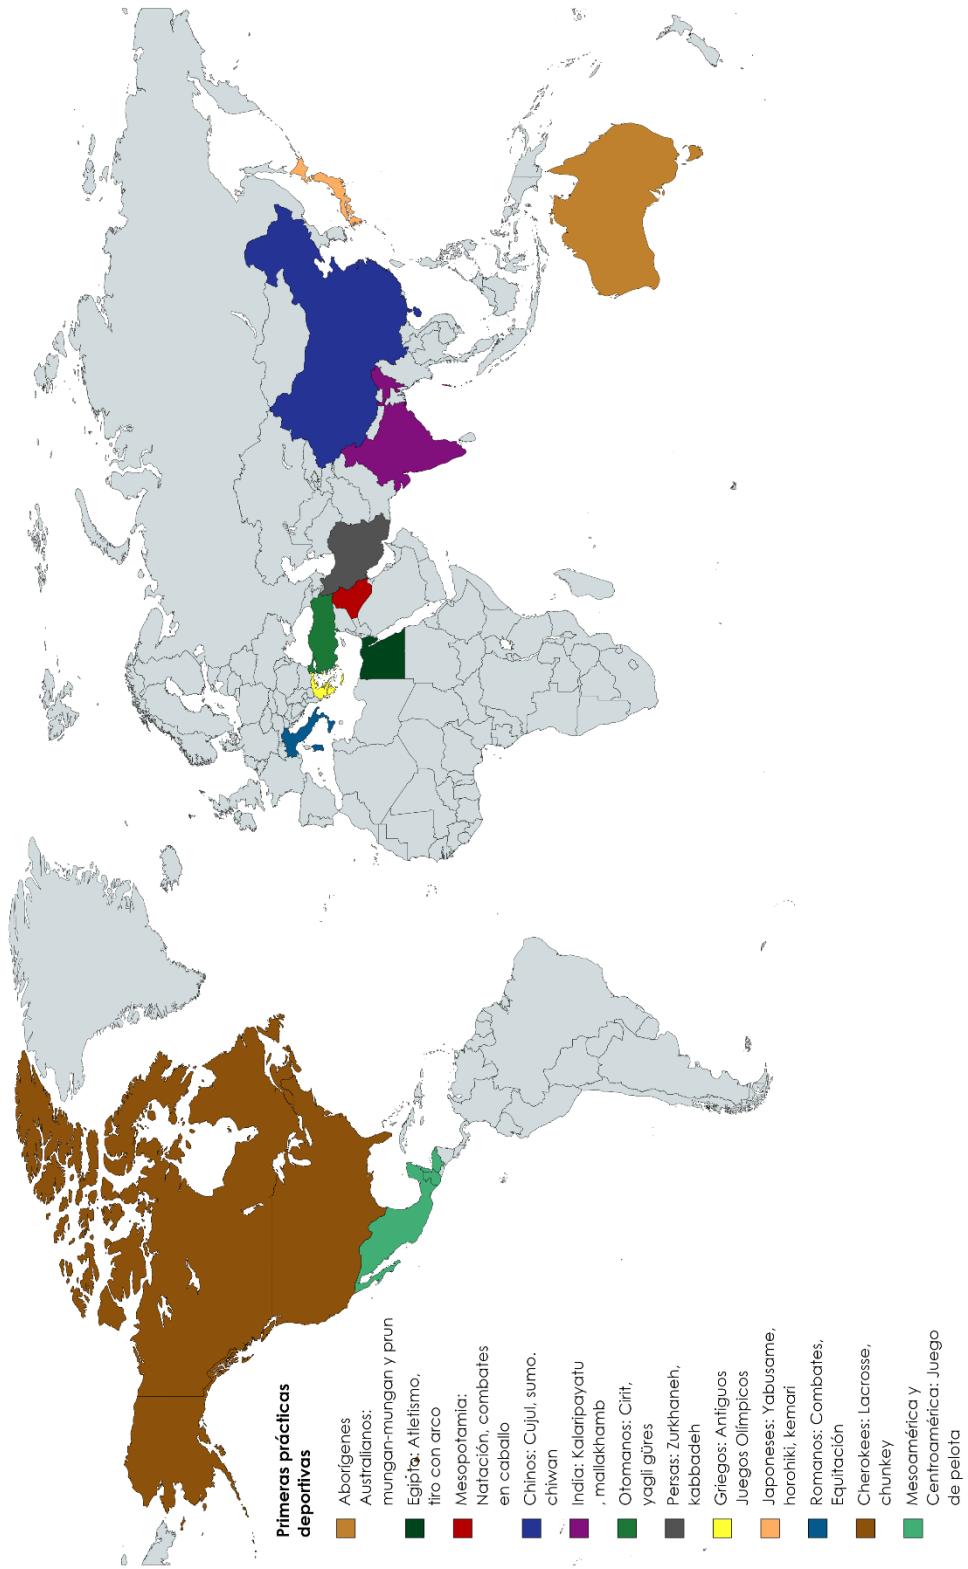 Primeras prácticas
deportivas
Aborígenes
Australianos:
mungan-mungan y prun
Egipto: Atletismo,
tiro con arco
Mesopotamia:
Natación, combates
en caballo
Chinos: Cujul, sumo.
chiwan
India: Kalaripayatu
, mallakhamb
Otomanos: Cirit,
yagli güres
Persas: Zurkhaneh,
kabbadeh
Griegos: Antiguos
Juegos Olímpicos
Japoneses: Yabusame,
horohiki, kemari
Romanos: Combates,
Equitación
Cherokees: Lacrosse,
chunkey
Mesoamérica y
Centroamérica: Juego
de pelota